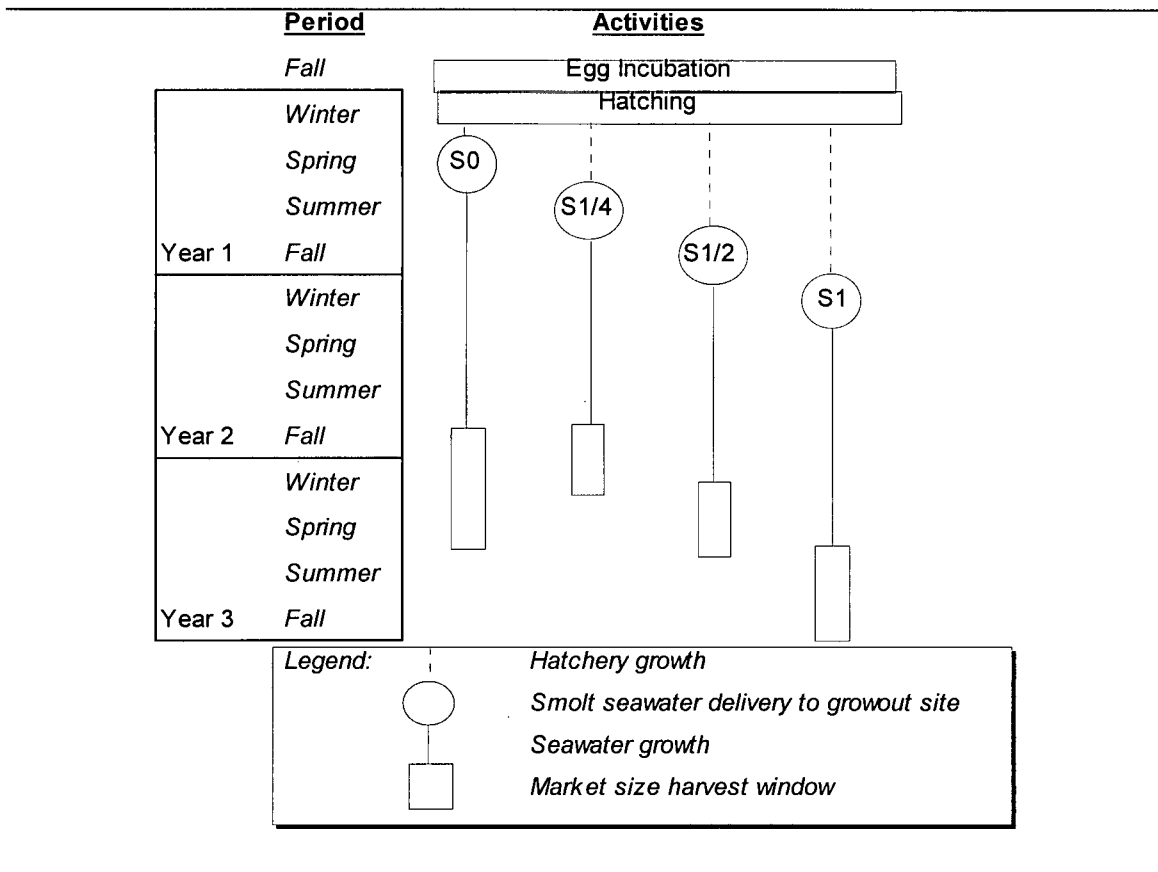 Period Activities
Fall Egg Incubation
Hatching
Winter
Spring S0
Summer S1/4
Year 1 Fall S1/2
Winter S1
Spring
Summer
Year 2 Fall
Winter
Spring
Summer
Year 3 Fall
Legend: Hatchery growth
Smolt seawater delivery to growout site
Seawater growth
Market size harvest window